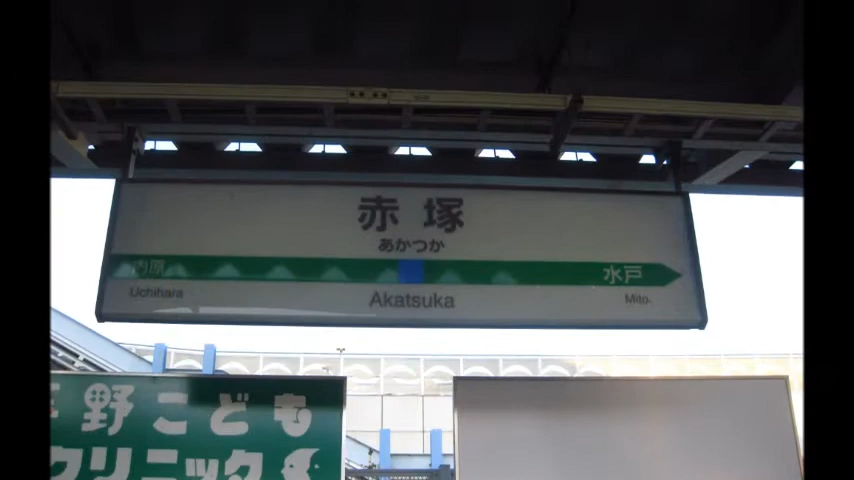 赤塚
あかつか
内原 水戸
Uchihara Akatsuka Mito
野こども
クリニック